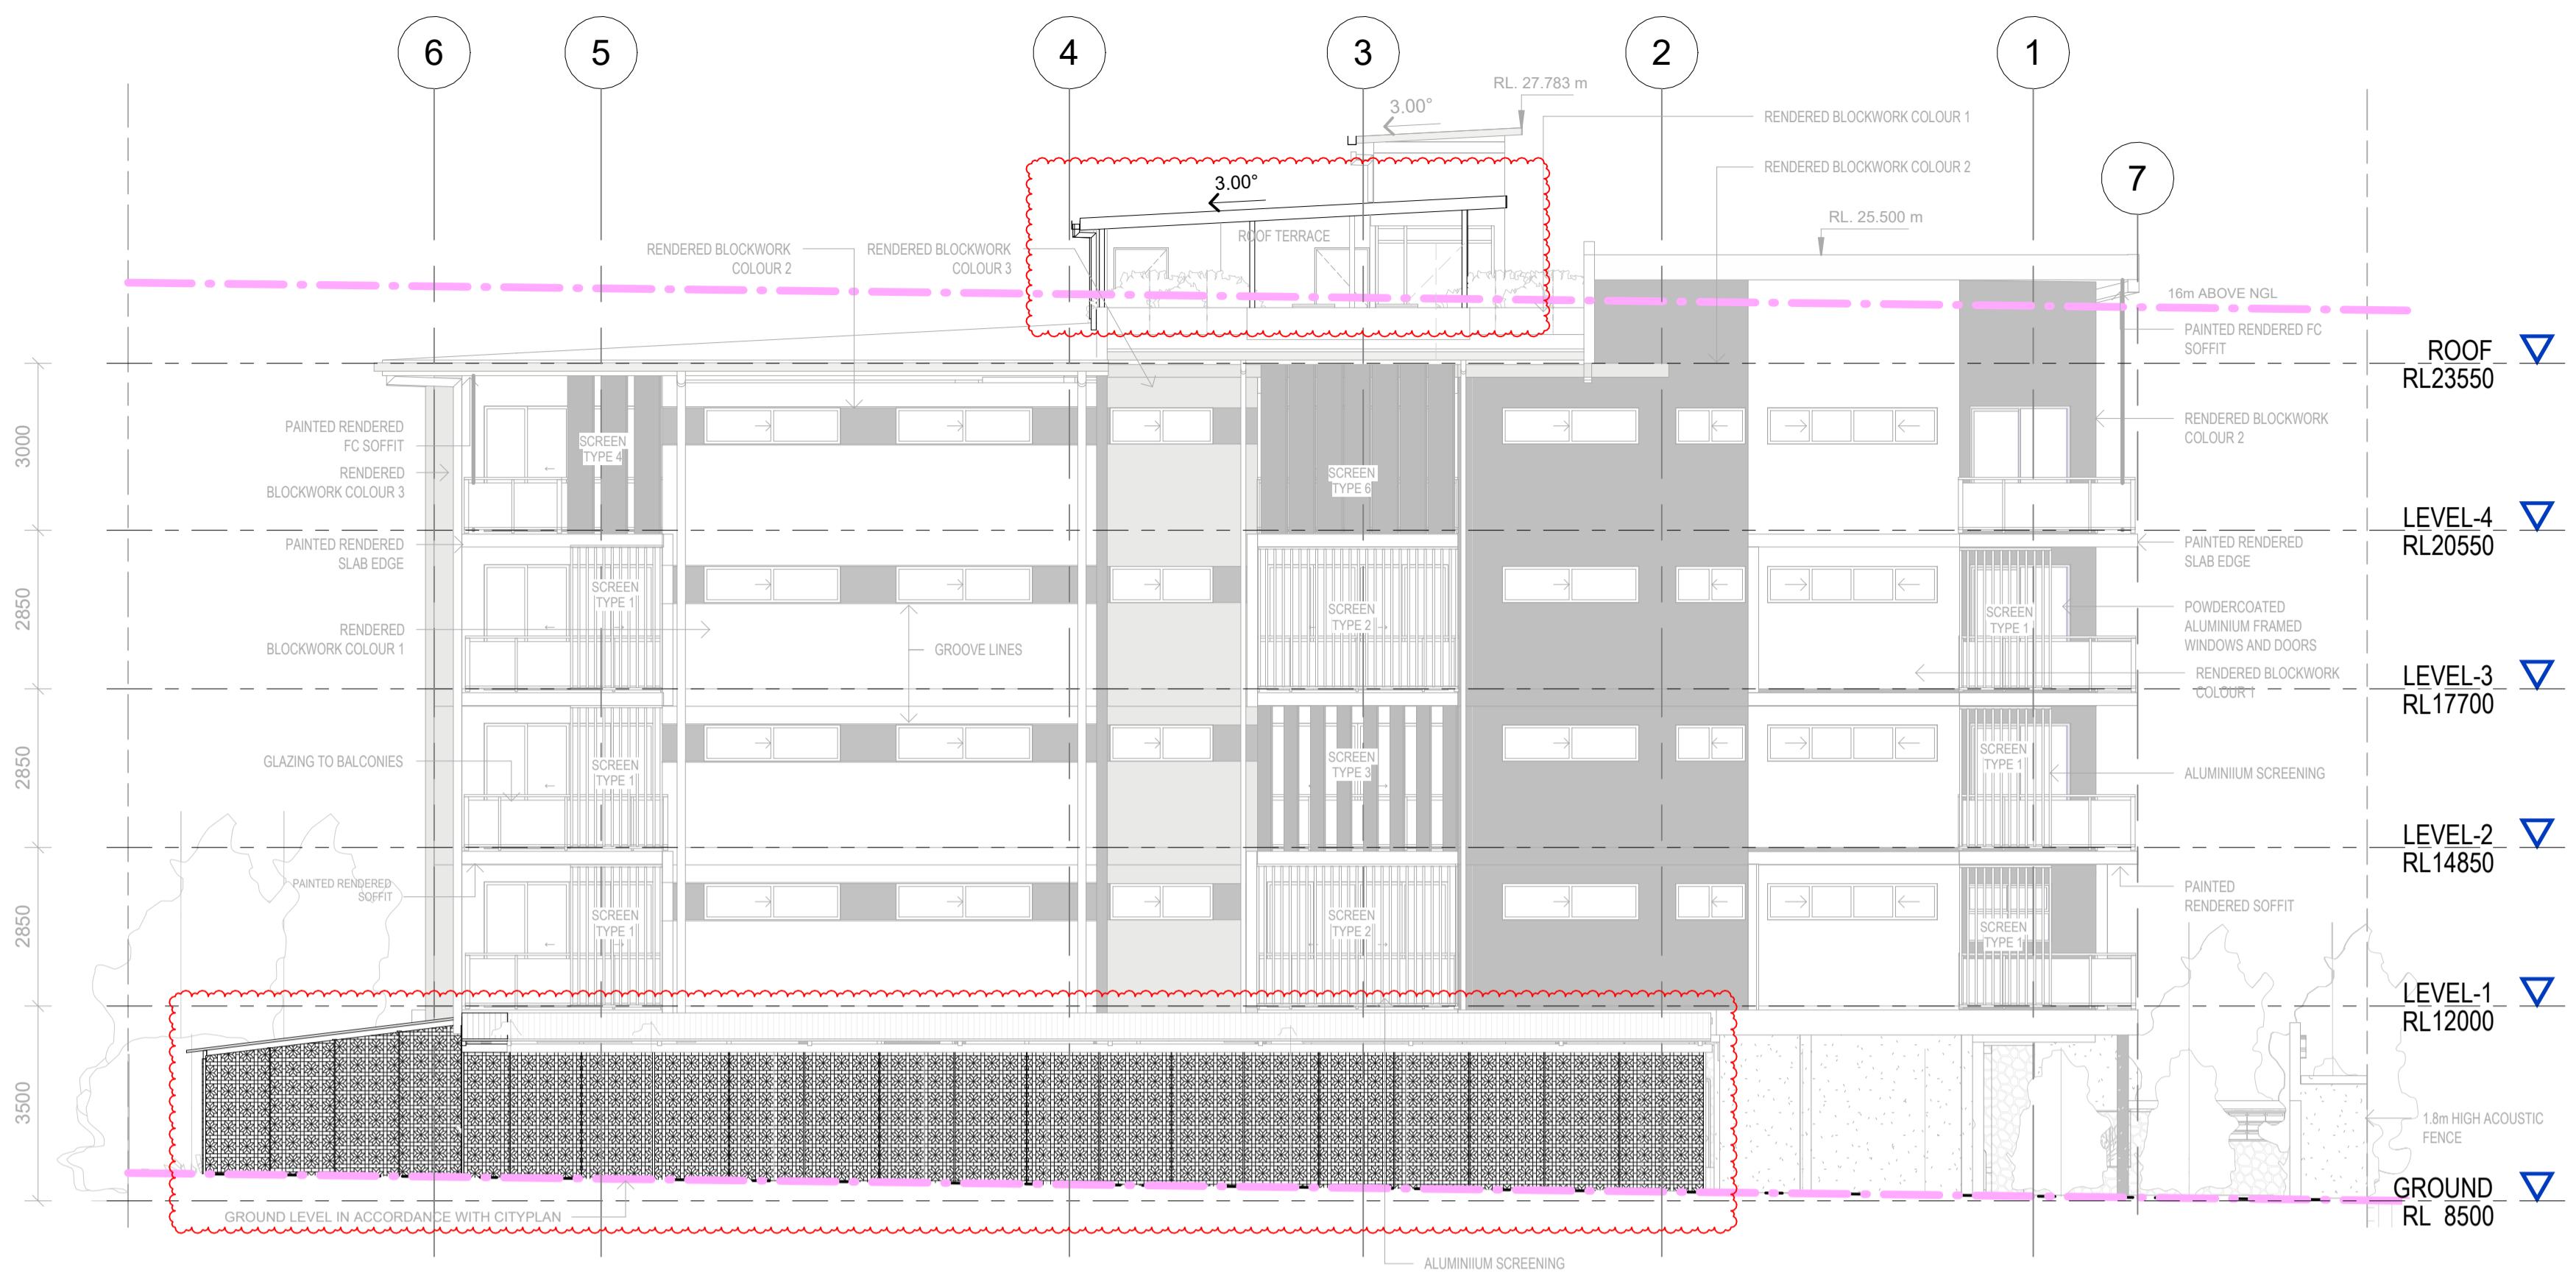 6
5
4
3
2
1
7
RL. 27.783 m
3.00°
RENDERED BLOCKWORK COLOUR 1
RENDERED BLOCKWORK COLOUR 2
3.00°
RL. 25.500 m
ROOF TERRACE
RENDERED BLOCKWORK
COLOUR 2
RENDERED BLOCKWORK
COLOUR 3
16m ABOVE NGL
PAINTED RENDERED FC
SOFFIT
ROOF
RL23550
PAINTED RENDERED
FC SOFFIT
RENDERED
BLOCKWORK COLOUR 3
3000
SCREEN
TYPE 4
SCREEN
TYPE 6
RENDERED BLOCKWORK
COLOUR 2
LEVEL-4
RL20550
PAINTED RENDERED
SLAB EDGE
PAINTED RENDERED
SLAB EDGE
2850
SCREEN
TYPE 1
SCREEN
TYPE 2
SCREEN
TYPE 1
POWDERCOATED
ALUMINIUM FRAMED
WINDOWS AND DOORS
RENDERED
BLOCKWORK COLOUR 1
GROOVE LINES
RENDERED BLOCKWORK
COLOUR 1
LEVEL-3
RL17700
2850
GLAZING TO BALCONIES
SCREEN
TYPE 1
SCREEN
TYPE 3
SCREEN
TYPE 1
ALUMINIIUM SCREENING
LEVEL-2
RL14850
PAINTED RENDERED
SOFFIT
PAINTED
RENDERED SOFFIT
2850
SCREEN
TYPE 1
SCREEN
TYPE 2
SCREEN
TYPE 1
LEVEL-1
RL12000
3500
1.8m HIGH ACOUSTIC
FENCE
GROUND
RL 8500
GROUND LEVEL IN ACCORDANCE WITH CITYPLAN
ALUMINIIUM SCREENING